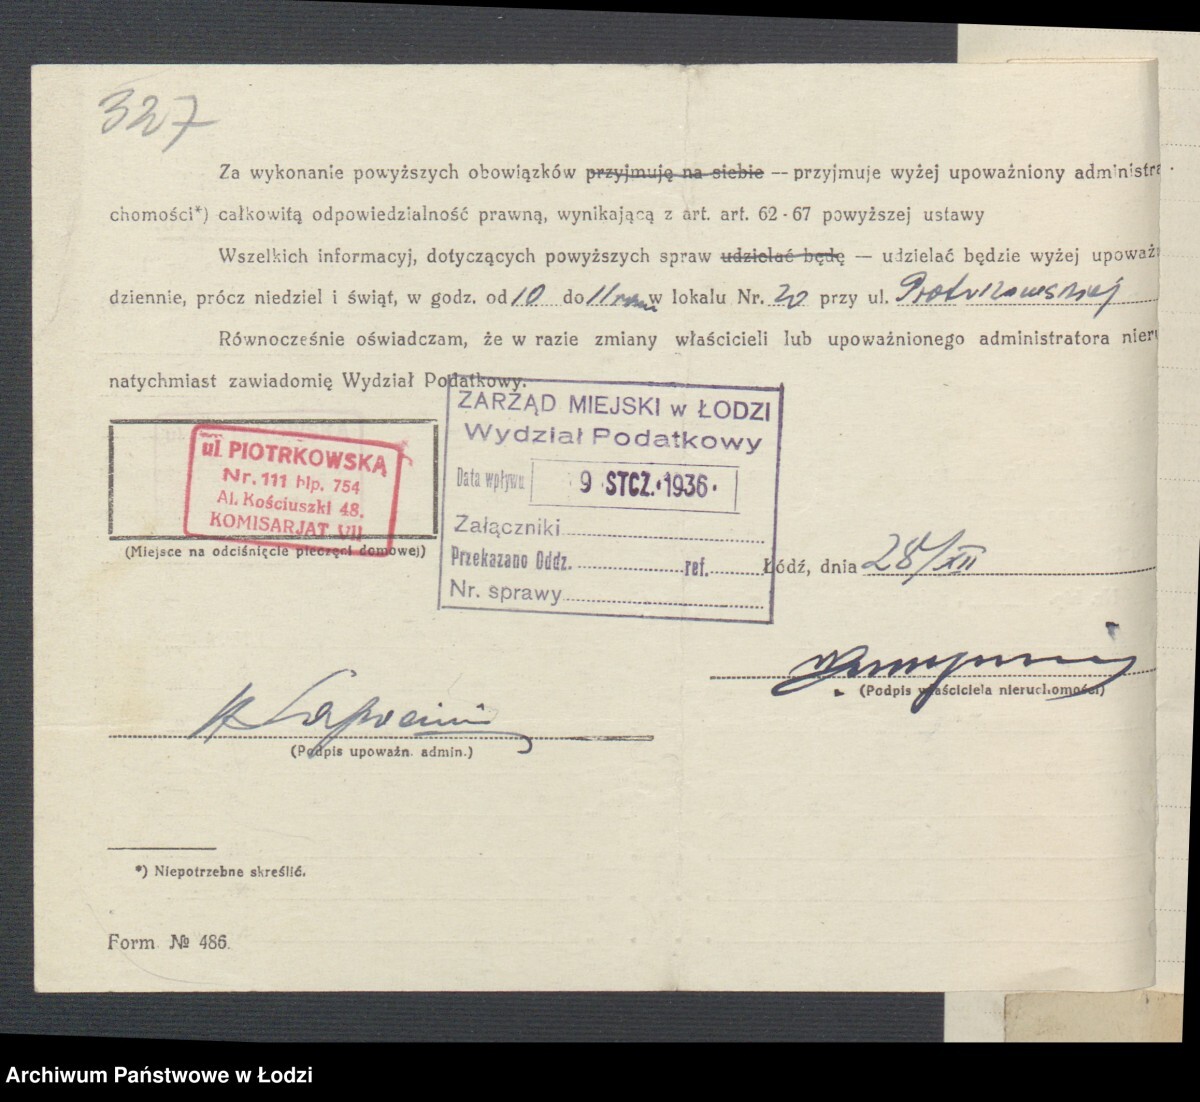 327
Za wykonanie powyższych obowiązków przyjmuję na siebie — przyjmuje wyżej upoważniony administra
chomości*) całkowitą odpowiedzialność prawną, wynikającą z art. art. 62 - 67 powyższej ustawy
Wszelkich informacyj, dotyczących powyższych spraw udzielać będę — udzielać będzie wyżej upoważ
dziennie, prócz niedziel i świąt, w godz. od 10 do 11 w lokalu Nr. 20 przy ul. Piotrkowskiej
Równocześnie oświadczam, że w razie zmiany właścicieli lub upoważnionego administratora nieru
natychmiast zawiadomię Wydział Podatkowy.
ZARZĄD MIEJSKI w ŁODZI
Wydział Podatkowy
Data wpływu 9 STCZ. 1936
Załączniki
Przekazano Oddz. ref.
Nr. sprawy
ul. PIOTRKOWSKA
Nr. 111 hip. 754
Al. Kościuszki 48.
KOMISARJAT VII
(Miejsce na odciśnięcie pieczęci domowej)
Łódź, dnia 28/XII
(Podpis właściciela nieruchomości)
(Podpis upoważn. admin.)
*) Niepotrzebne skreślić.
Form № 486.
Archiwum Państwowe w Łodzi